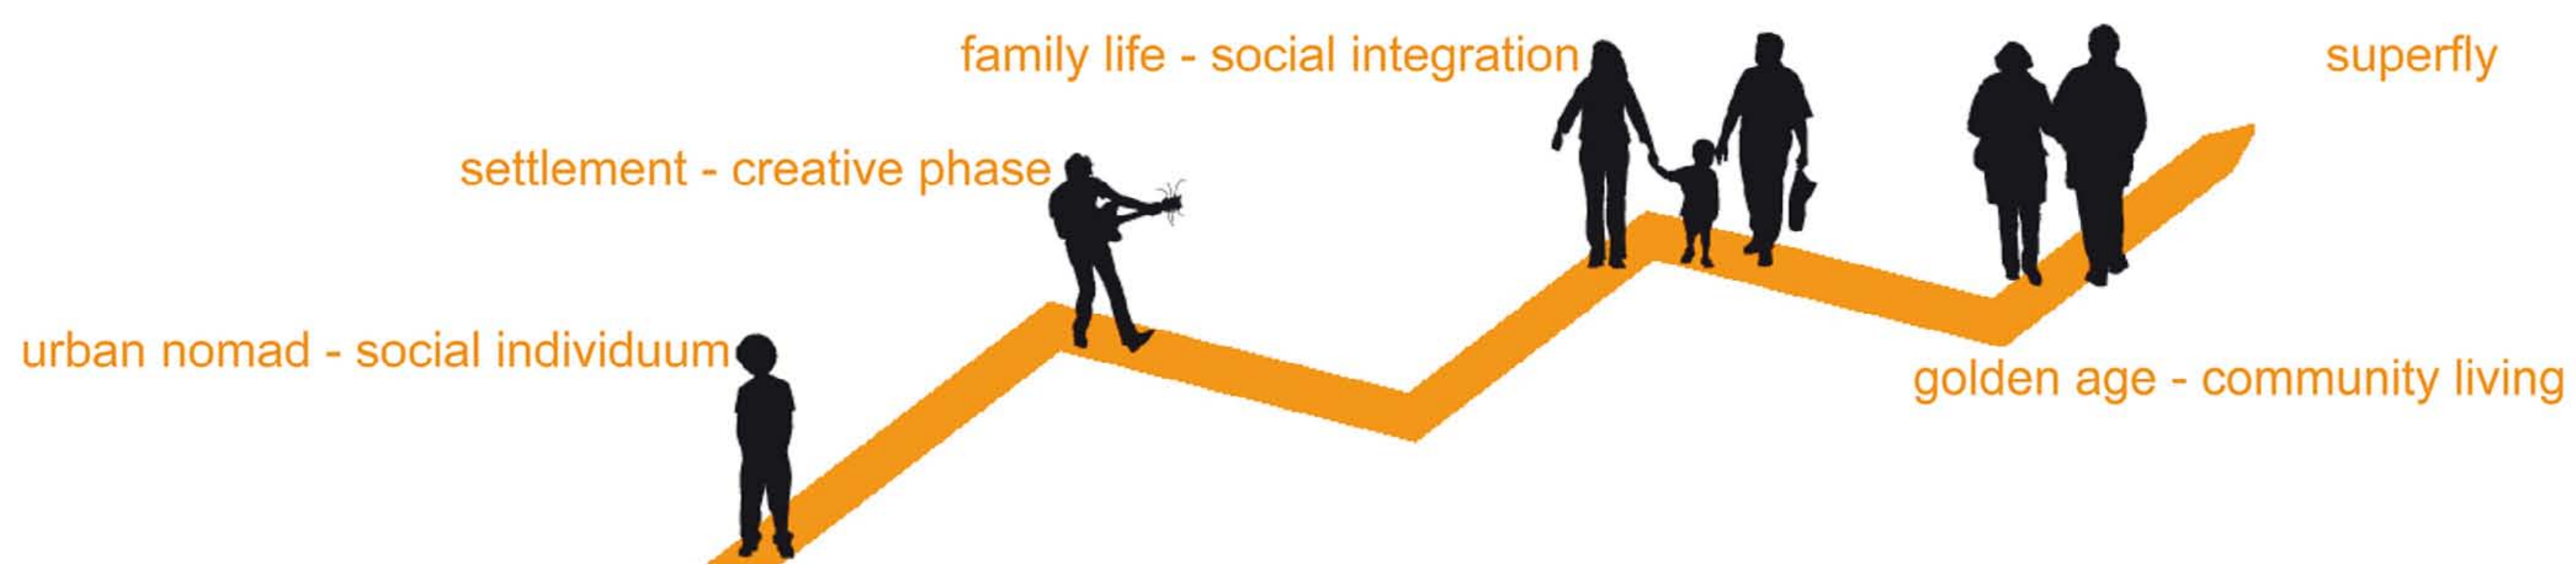 family life - social integration
superfly
settlement - creative phase
urban nomad - social individuum
golden age - community living